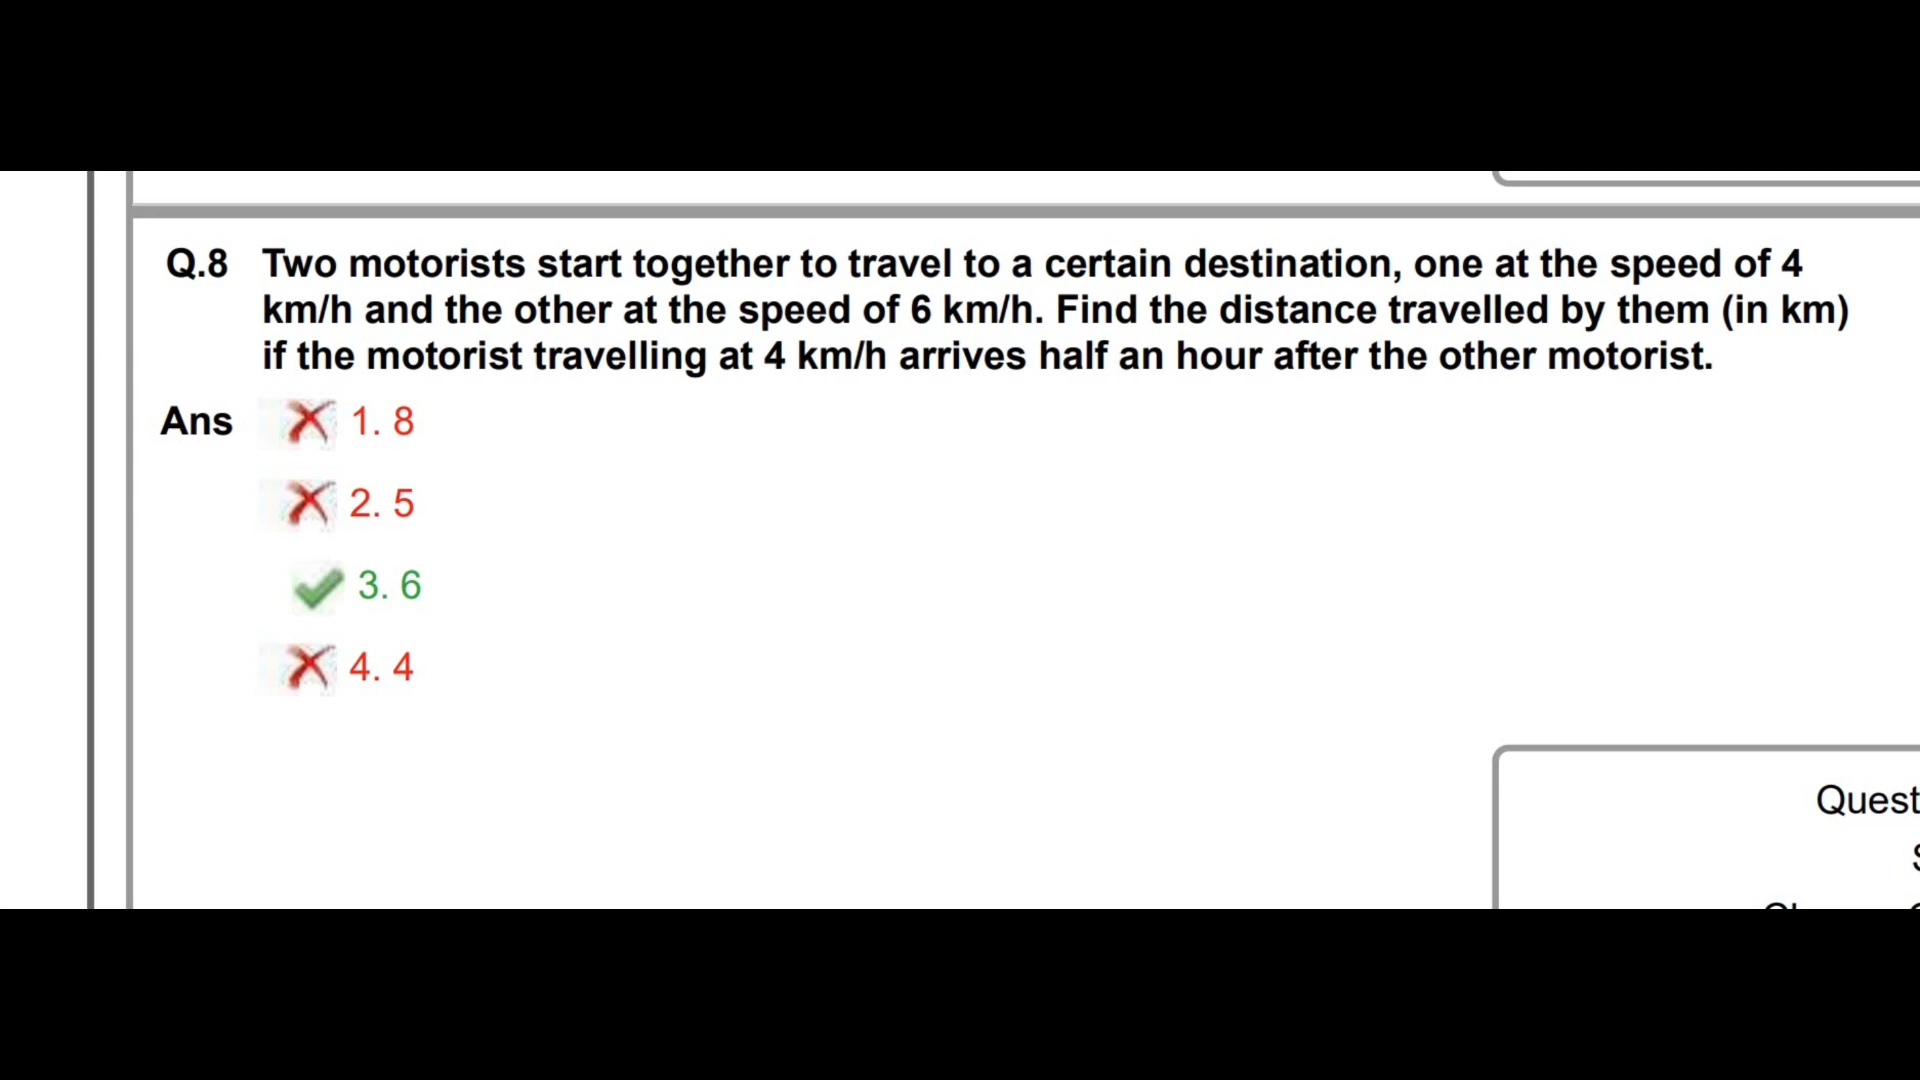 Q.8 Two motorists start together to travel to a certain destination, one at the speed of 4
km/h and the other at the speed of 6 km/h. Find the distance travelled by them (in km)
if the motorist travelling at 4 km/h arrives half an hour after the other motorist.
Ans 1. 8
2. 5
3. 6
4. 4
Quest